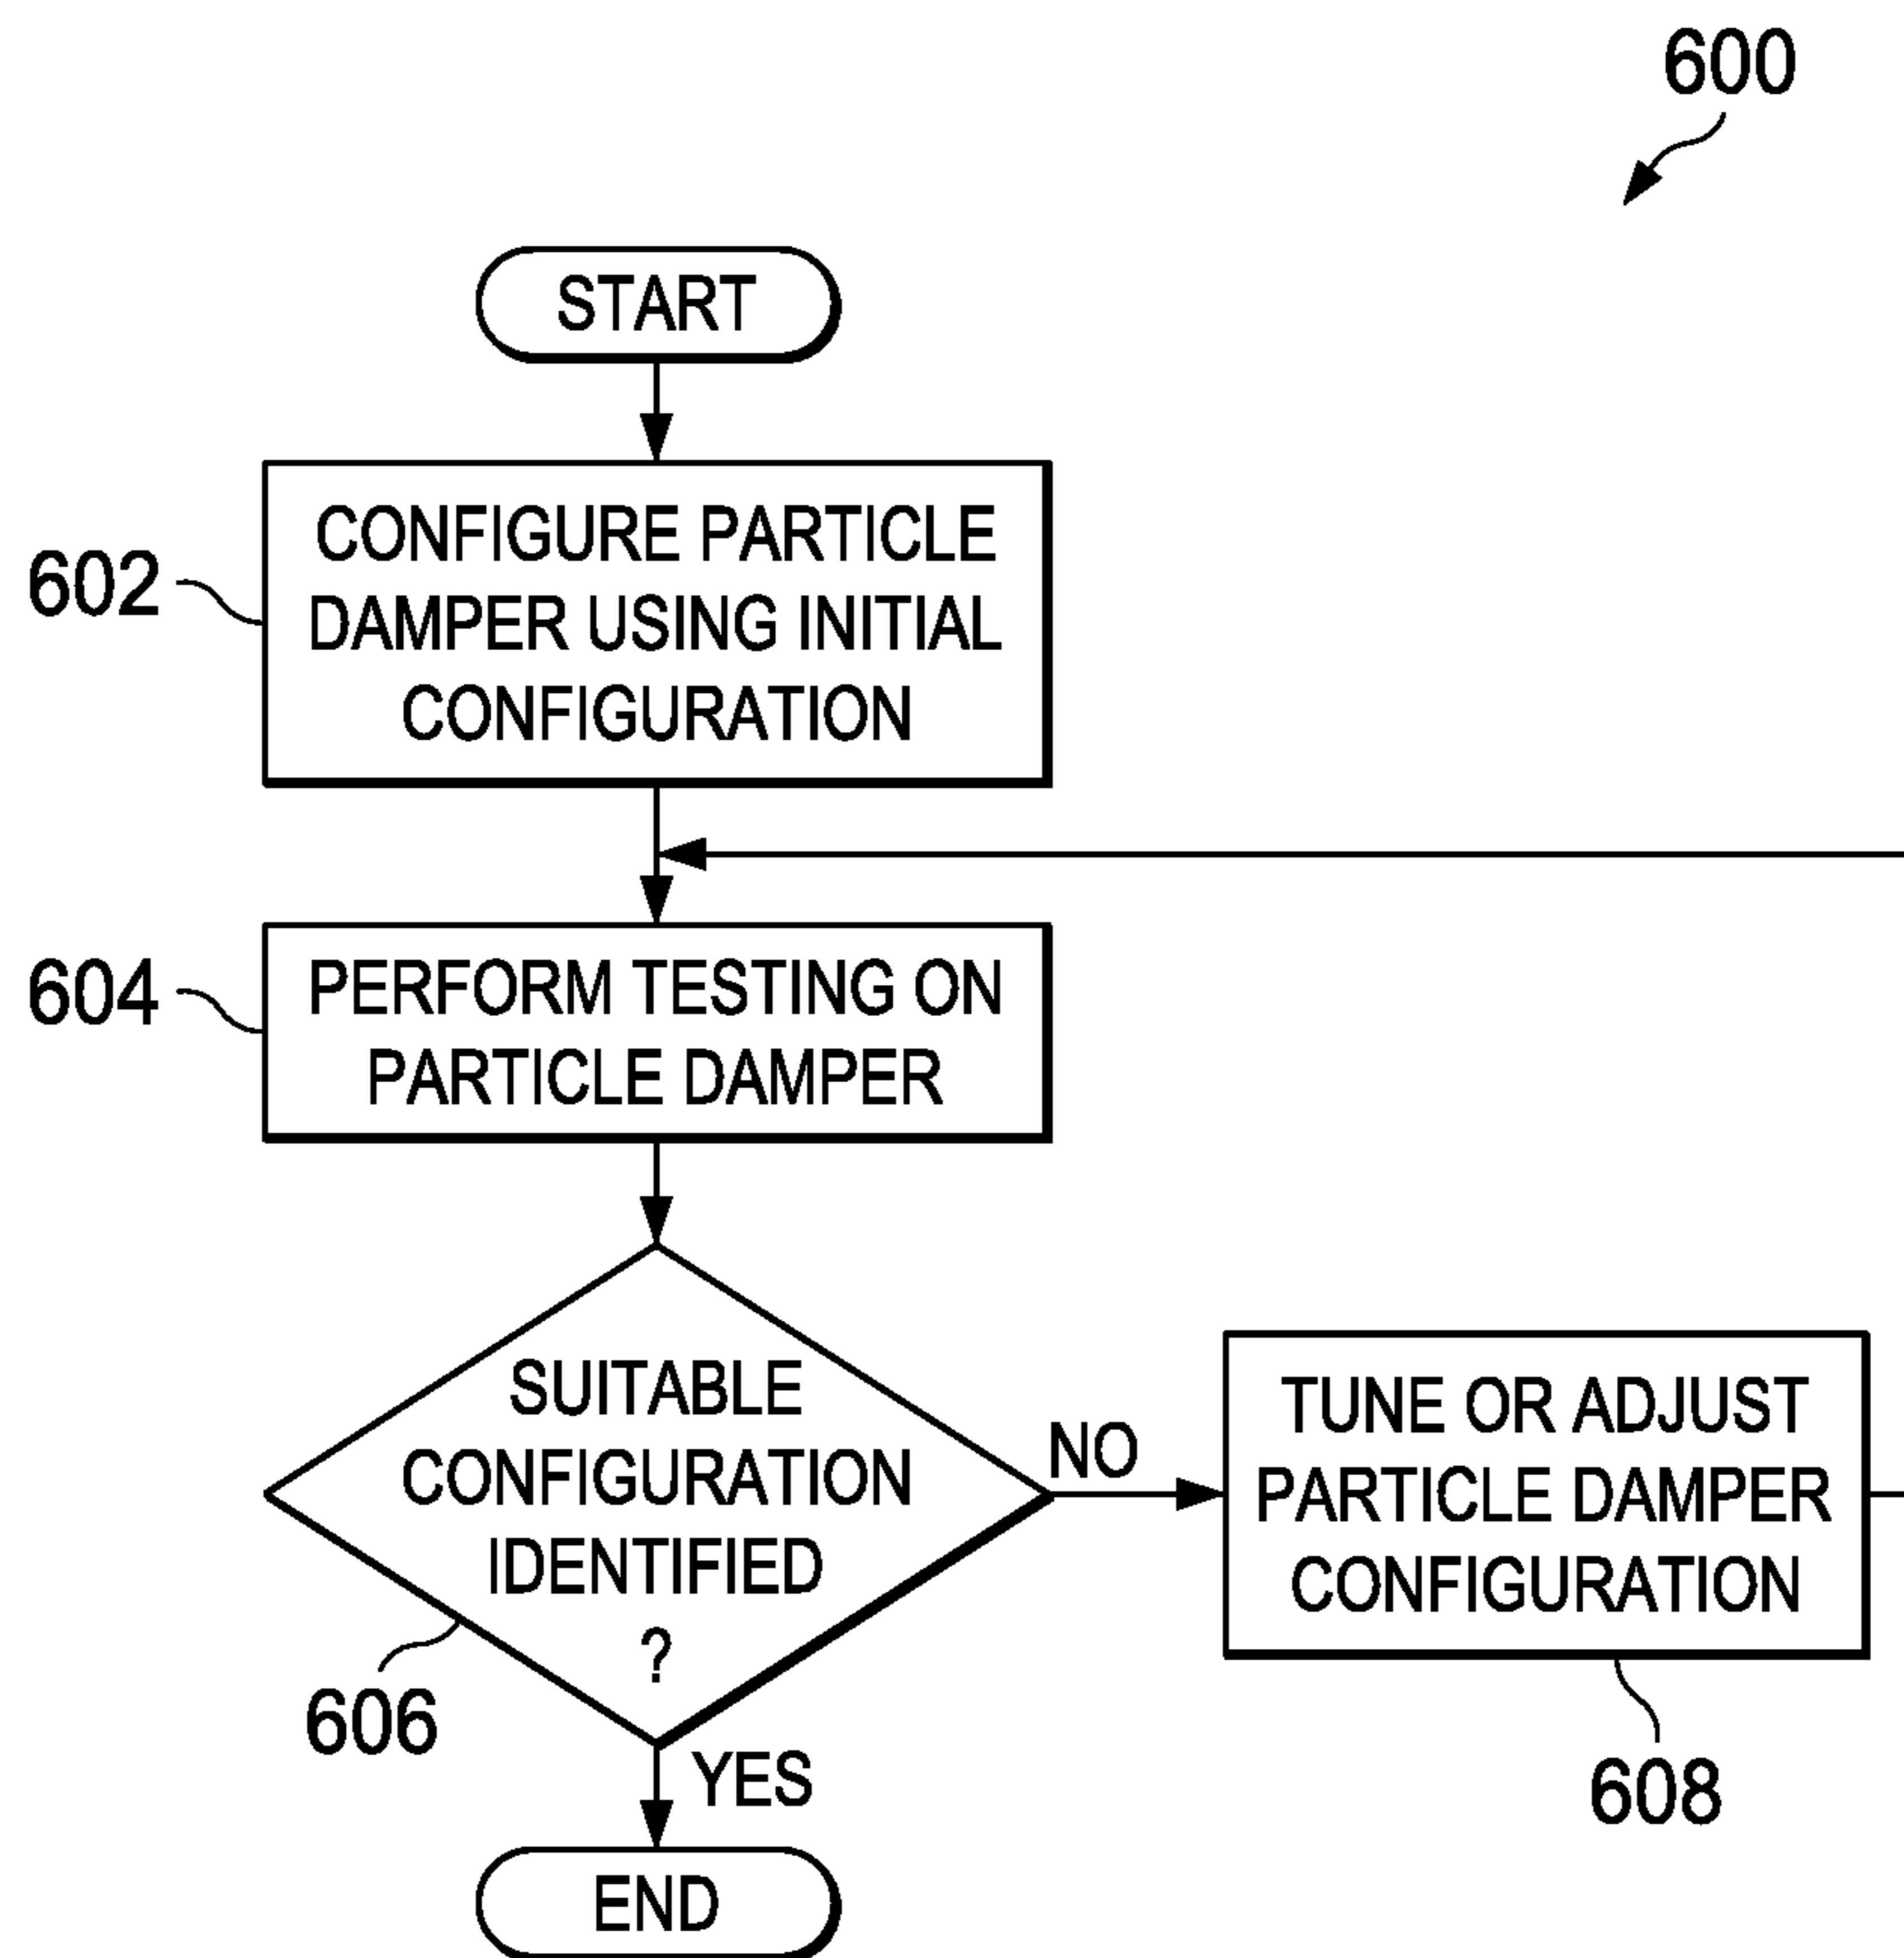 600
START
602
CONFIGURE PARTICLE
DAMPER USING INITIAL
CONFIGURATION
604
PERFORM TESTING ON
PARTICLE DAMPER
SUITABLE
CONFIGURATION
IDENTIFIED
?
606
NO
TUNE OR ADJUST
PARTICLE DAMPER
CONFIGURATION
608
YES
END